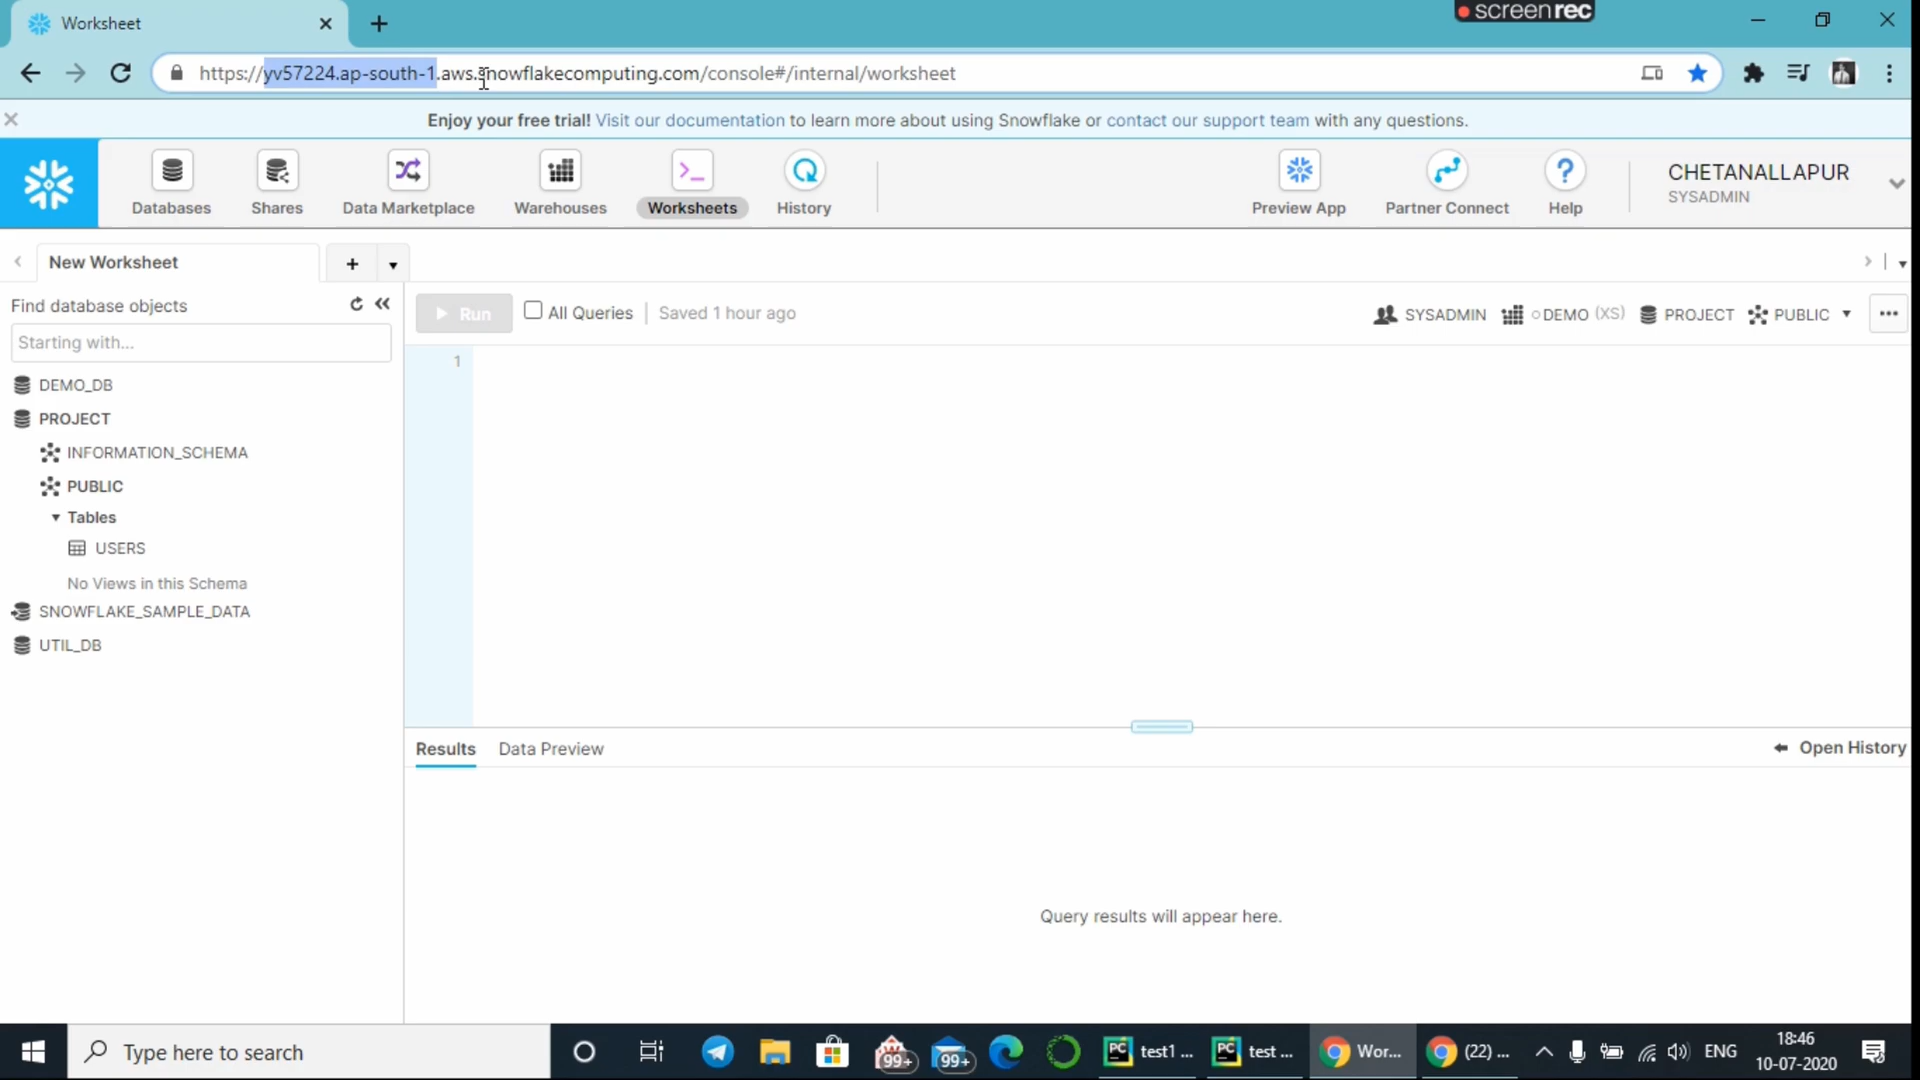 screenrec
Worksheet
https://yv57224.ap-south-1.aws.snowflakecomputing.com/console#/internal/worksheet
Enjoy your free trial! Visit our documentation to learn more about using Snowflake or contact our support team with any questions.
Databases
Shares
Data Marketplace
Warehouses
Worksheets
History
Preview App
Partner Connect
Help
CHETANALLAPUR
SYSADMIN
New Worksheet
Find database objects
Starting with...
DEMO_DB
PROJECT
INFORMATION_SCHEMA
PUBLIC
Tables
USERS
No Views in this Schema
SNOWFLAKE_SAMPLE_DATA
UTIL_DB
Run
All Queries
Saved 1 hour ago
SYSADMIN
DEMO (XS)
PROJECT
PUBLIC
1
Results
Data Preview
Open History
Query results will appear here.
Type here to search
99+
99+
PC
test1 ...
PC
test ...
Wor...
(22) ...
ENG
18:46
10-07-2020